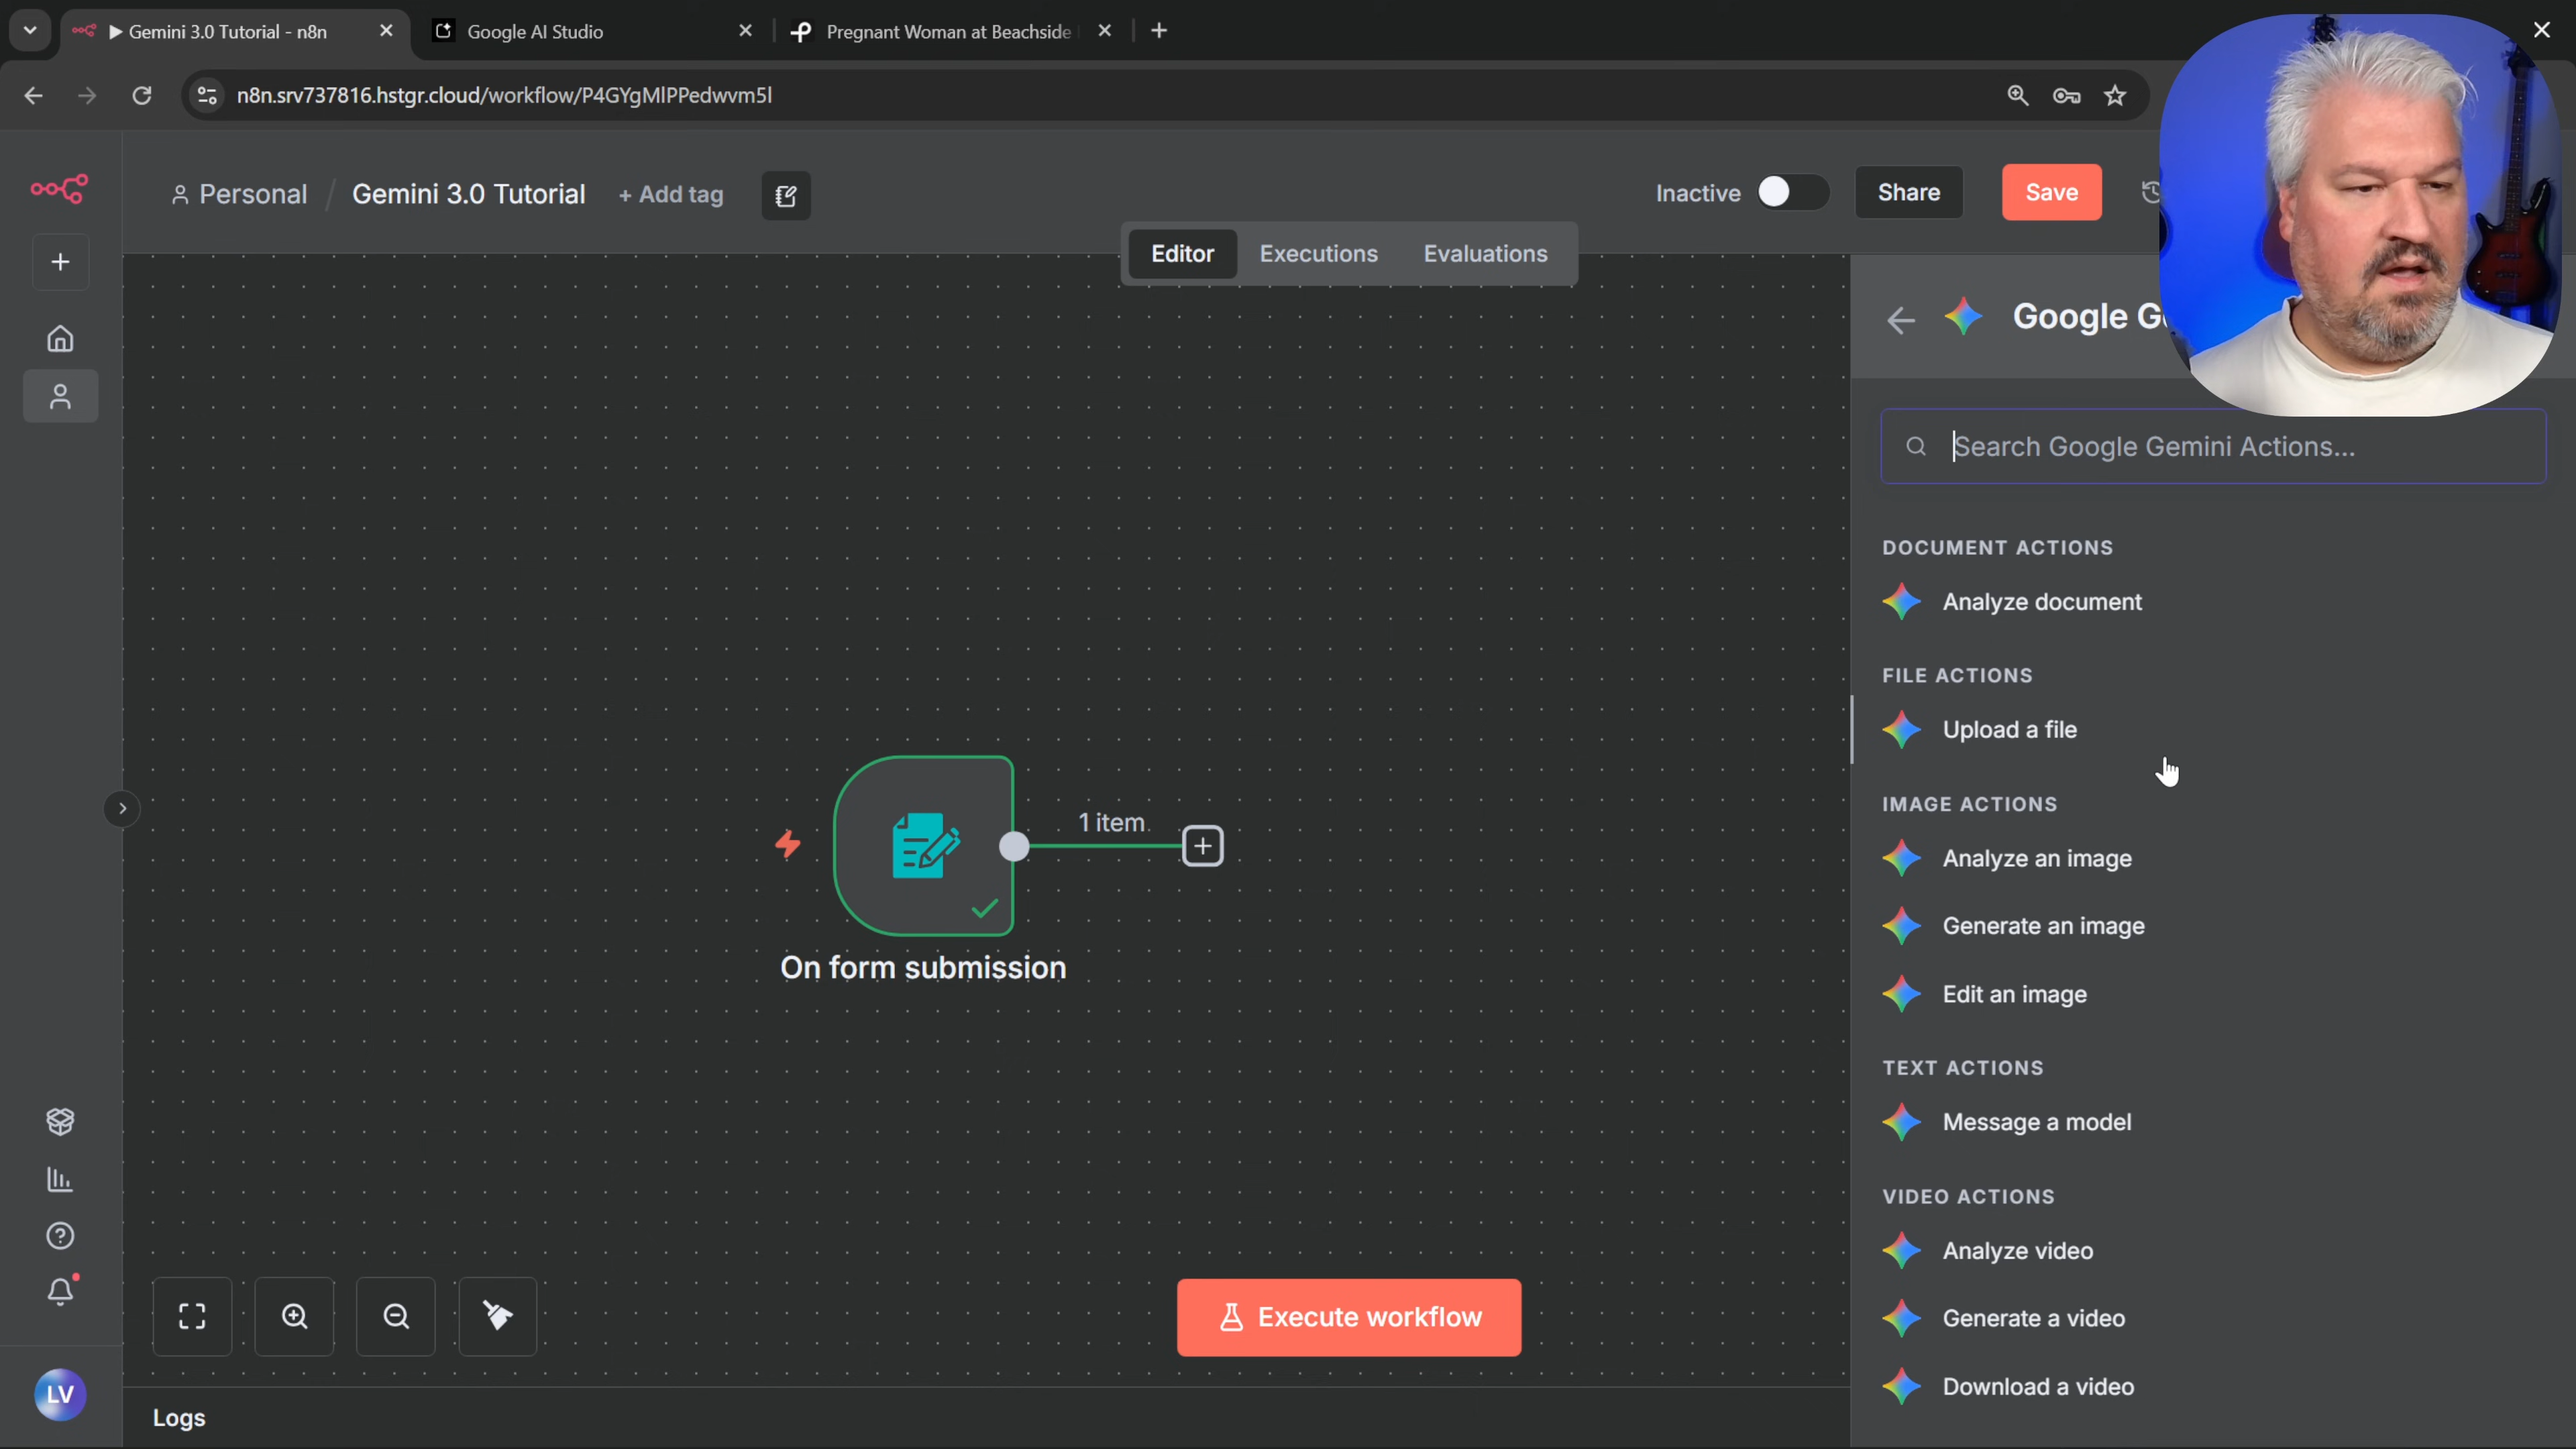 Gemini 3.0 Tutorial - n8n
Google AI Studio
Pregnant Woman at Beachside
n8n.srv737816.hstgr.cloud/workflow/P4GYgMlPPedwvm5l
Personal / Gemini 3.0 Tutorial + Add tag
Inactive
Share
Save
Editor Executions Evaluations
Google G
Search Google Gemini Actions...
DOCUMENT ACTIONS
Analyze document
FILE ACTIONS
Upload a file
IMAGE ACTIONS
Analyze an image
Generate an image
Edit an image
TEXT ACTIONS
Message a model
VIDEO ACTIONS
Analyze video
Generate a video
Download a video
1 item
On form submission
Execute workflow
LV
Logs